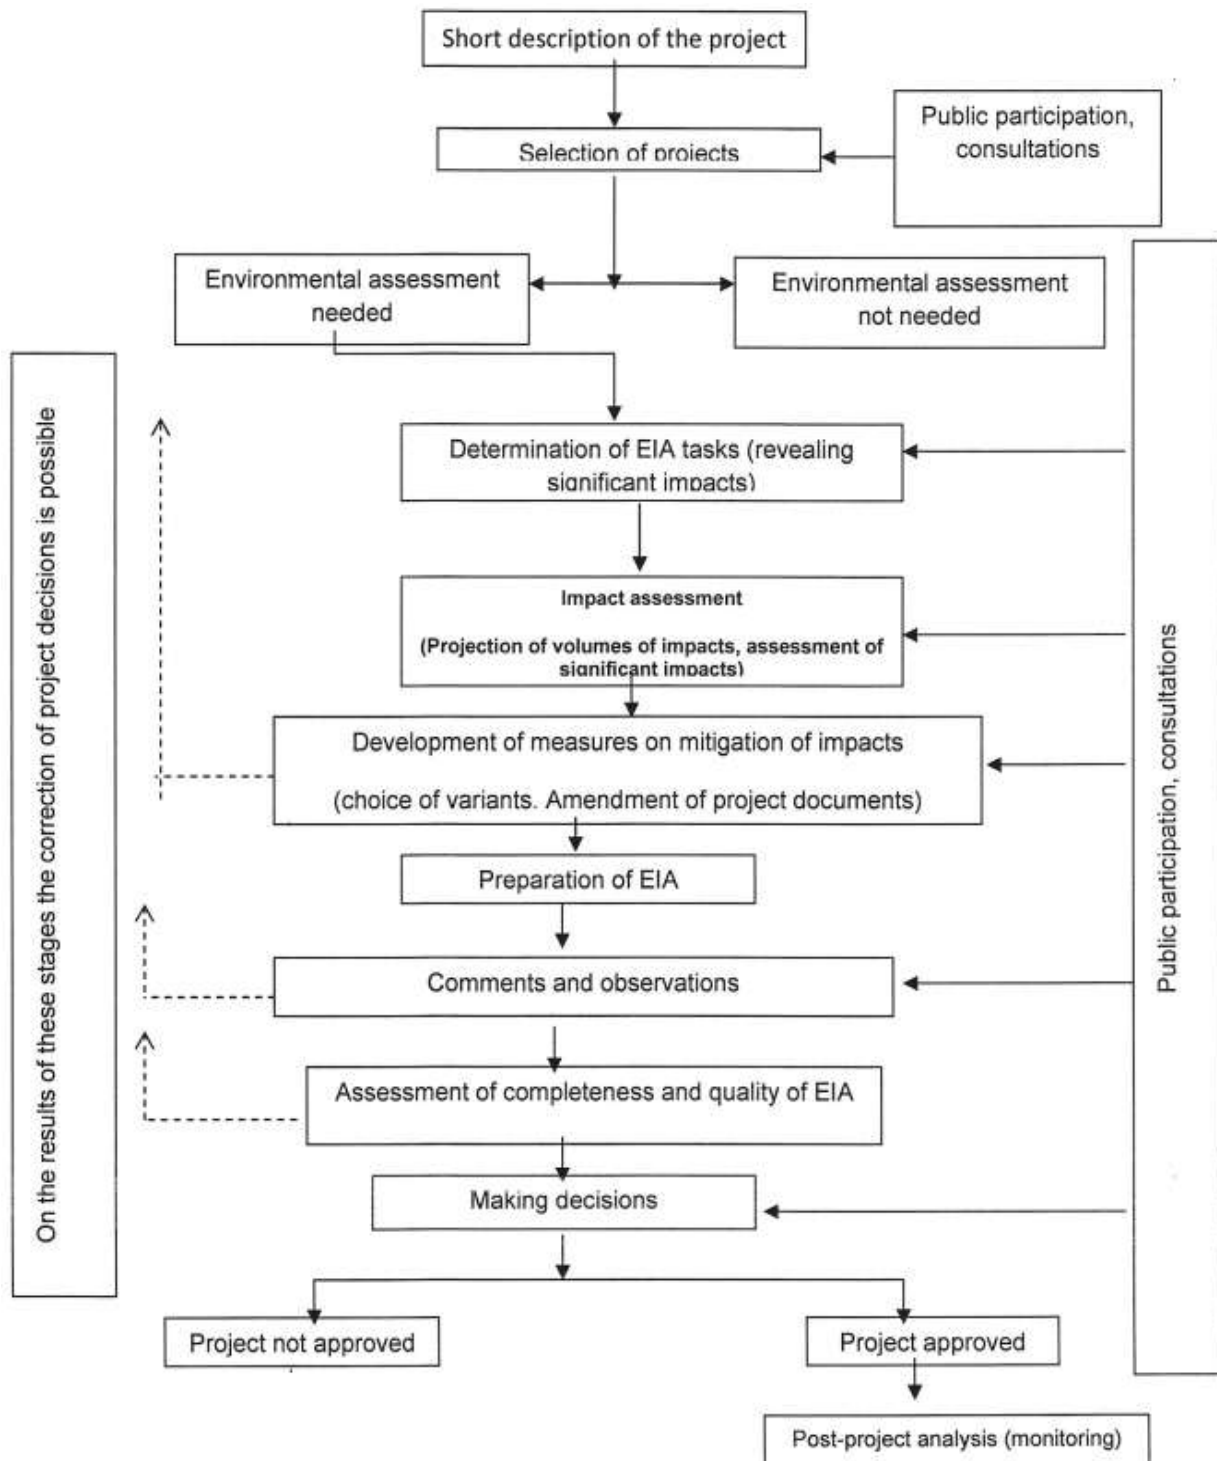 Short description of the project
Public participation,
consultations
Selection of projects
Environmental assessment
needed
Environmental assessment
not needed
On the results of these stages the correction of project decisions is possible
Public participation, consultations
Determination of EIA tasks (revealing
significant impacts)
Impact assessment
(Projection of volumes of impacts, assessment of
significant impacts)
Development of measures on mitigation of impacts
(choice of variants. Amendment of project documents)
Preparation of EIA
Comments and observations
Assessment of completeness and quality of EIA
Making decisions
Project not approved
Project approved
Post-project analysis (monitoring)